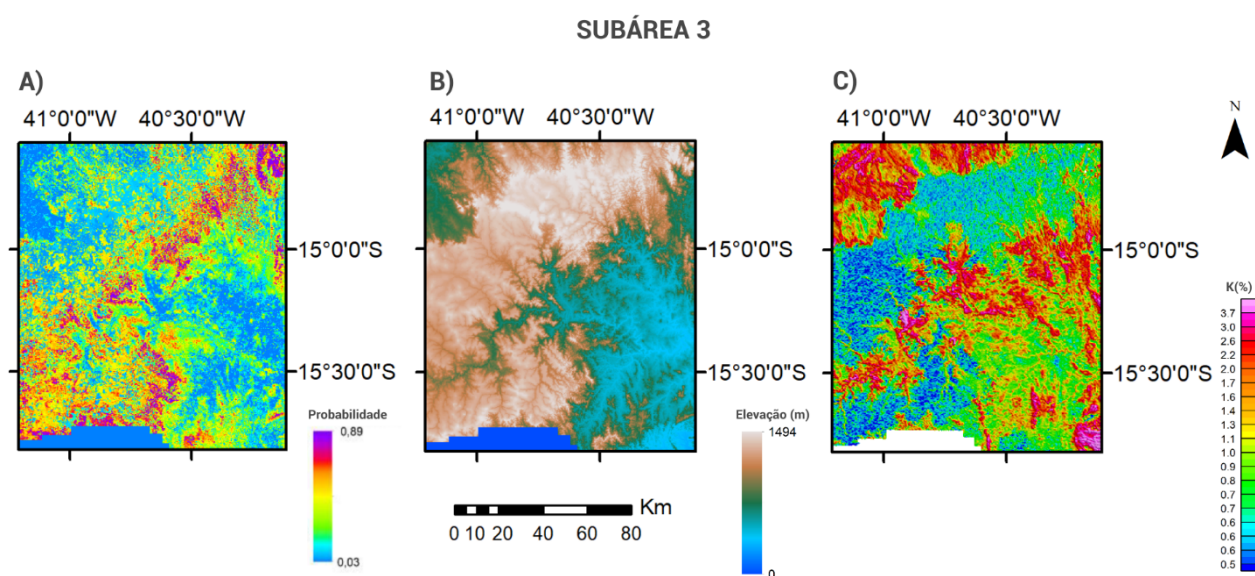 SUBÁREA 3
A)
41°0'0"W 40°30'0"W
15°0'0"S
15°30'0"S
Probabilidade
0,89
0,03
B)
41°0'0"W 40°30'0"W
15°0'0"S
15°30'0"S
Elevação (m)
1494
0
Km
0 10 20 40 60 80
C)
41°0'0"W 40°30'0"W
15°0'0"S
15°30'0"S
N
K(%)
3.7
3.0
2.6
2.2
2.0
1.7
1.6
1.4
1.3
1.1
1.0
0.9
0.8
0.7
0.7
0.6
0.6
0.5